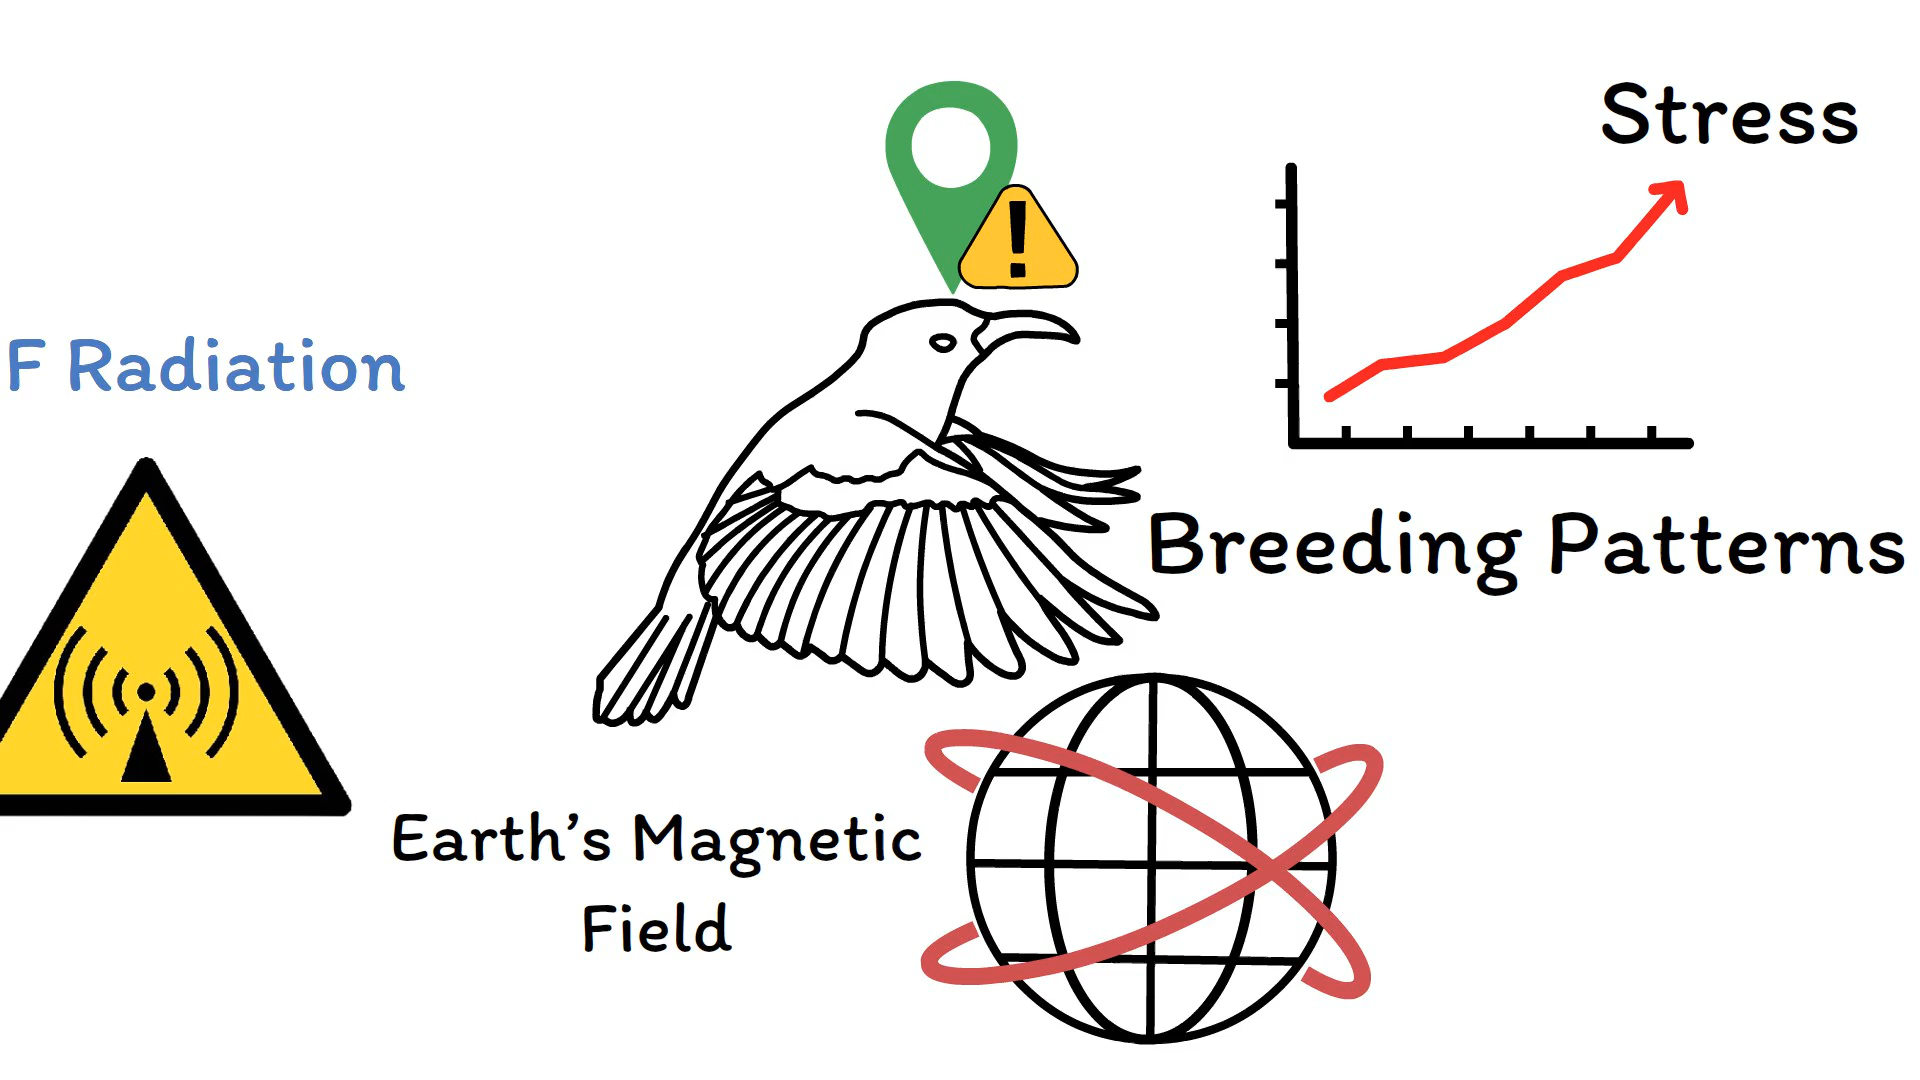 Stress
F Radiation
!
Breeding Patterns
Earth's Magnetic
Field